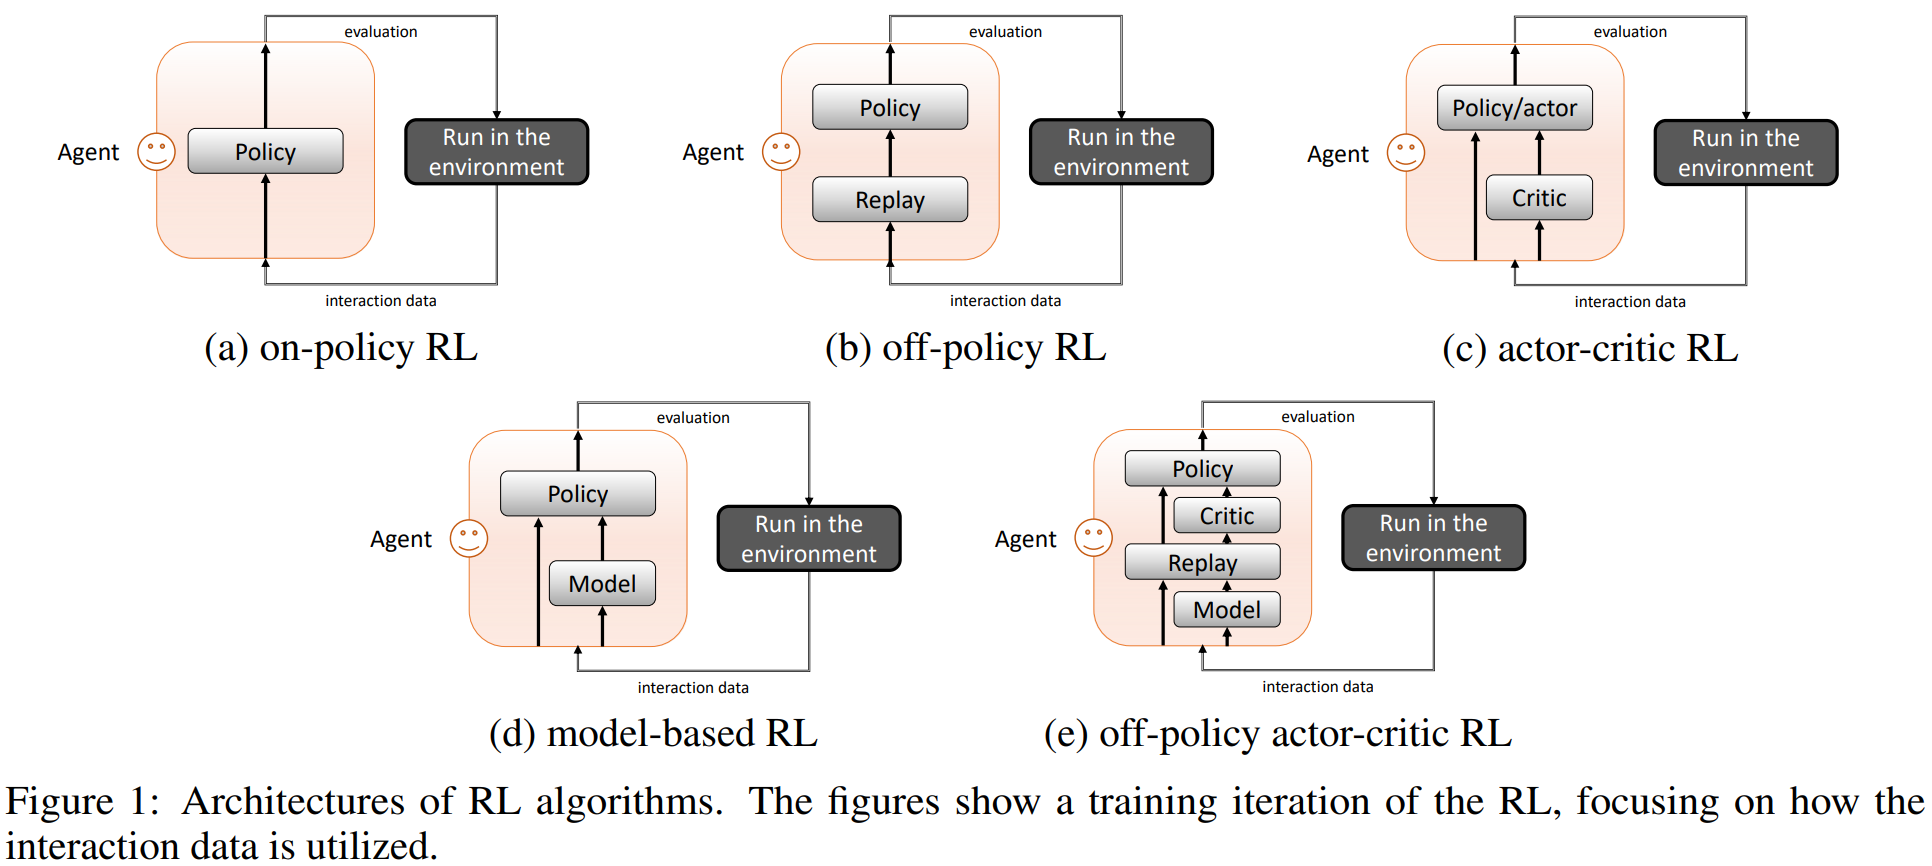 evaluation
Agent
Policy
Run in the
environment
interaction data
(a) on-policy RL
evaluation
Agent
Policy
Replay
Run in the
environment
interaction data
(b) off-policy RL
evaluation
Agent
Policy/actor
Critic
Run in the
environment
interaction data
(c) actor-critic RL
evaluation
Agent
Policy
Model
Run in the
environment
interaction data
(d) model-based RL
evaluation
Agent
Policy
Critic
Replay
Model
Run in the
environment
interaction data
(e) off-policy actor-critic RL
Figure 1: Architectures of RL algorithms. The figures show a training iteration of the RL, focusing on how the
interaction data is utilized.